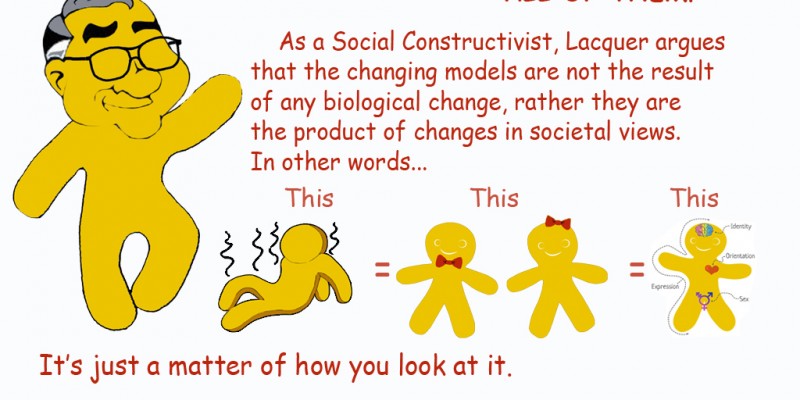 As a Social Constructivist, Lacquer argues
that the changing models are not the result
of any biological change, rather they are
the product of changes in societal views.
In other words...
This This This
Identity
Orientation
Expression
Sex
= =
It's just a matter of how you look at it.